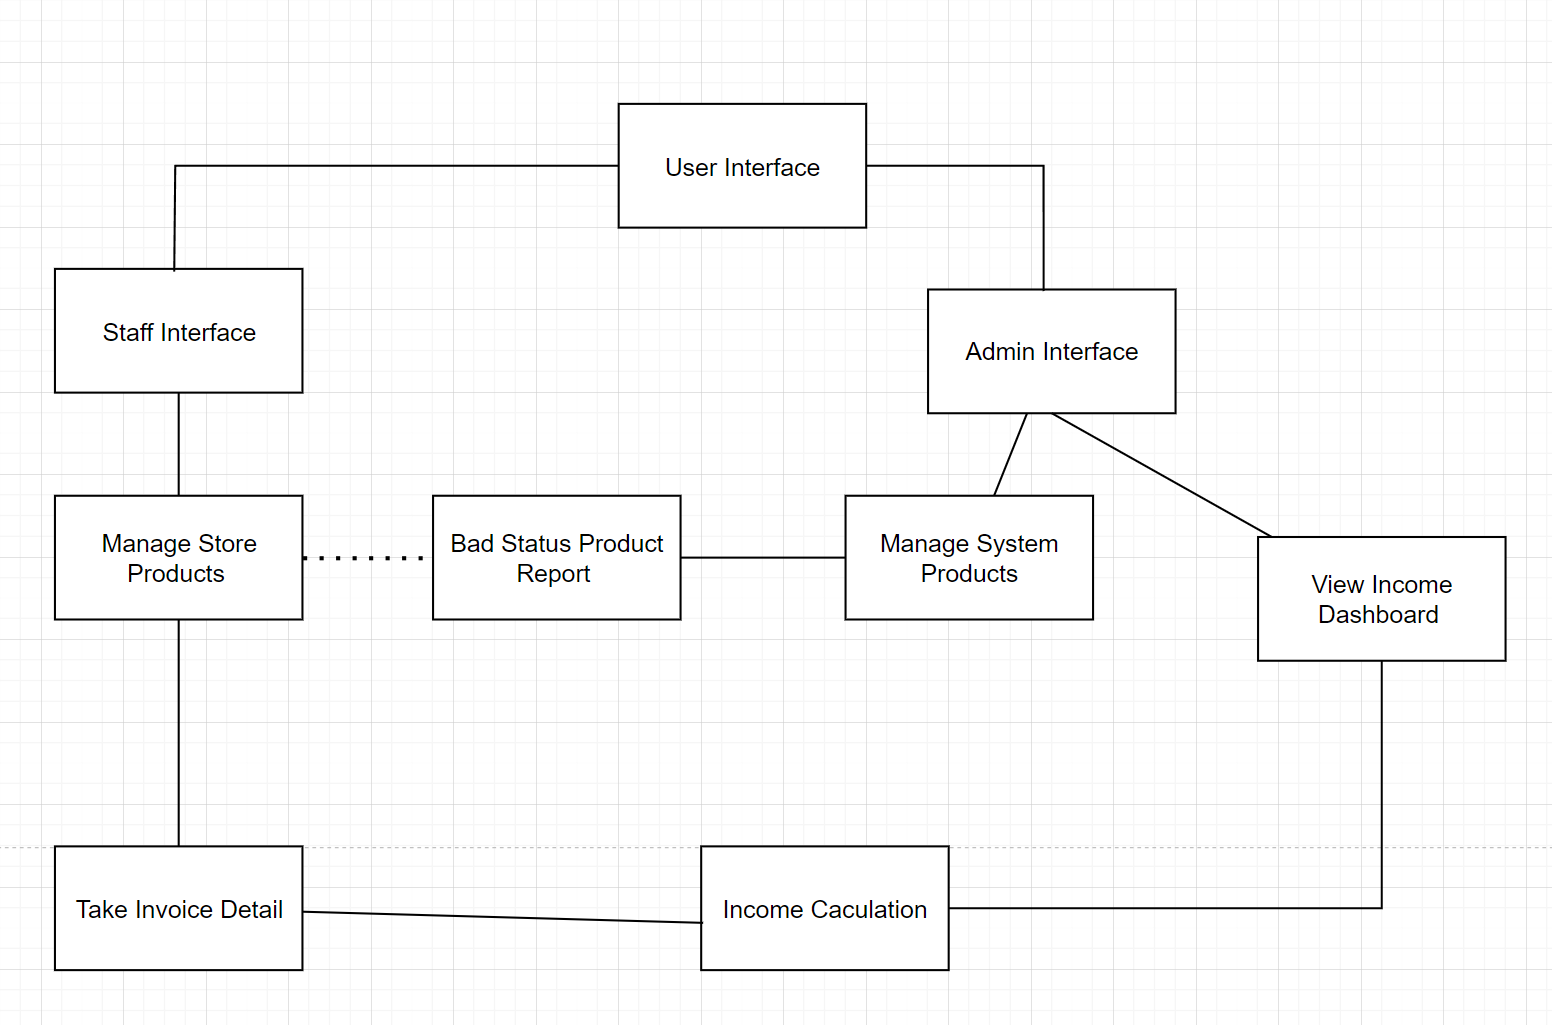 User Interface
Staff Interface
Admin Interface
Manage Store
Products
Bad Status Product
Report
Manage System
Products
View Income
Dashboard
Take Invoice Detail
Income Caculation